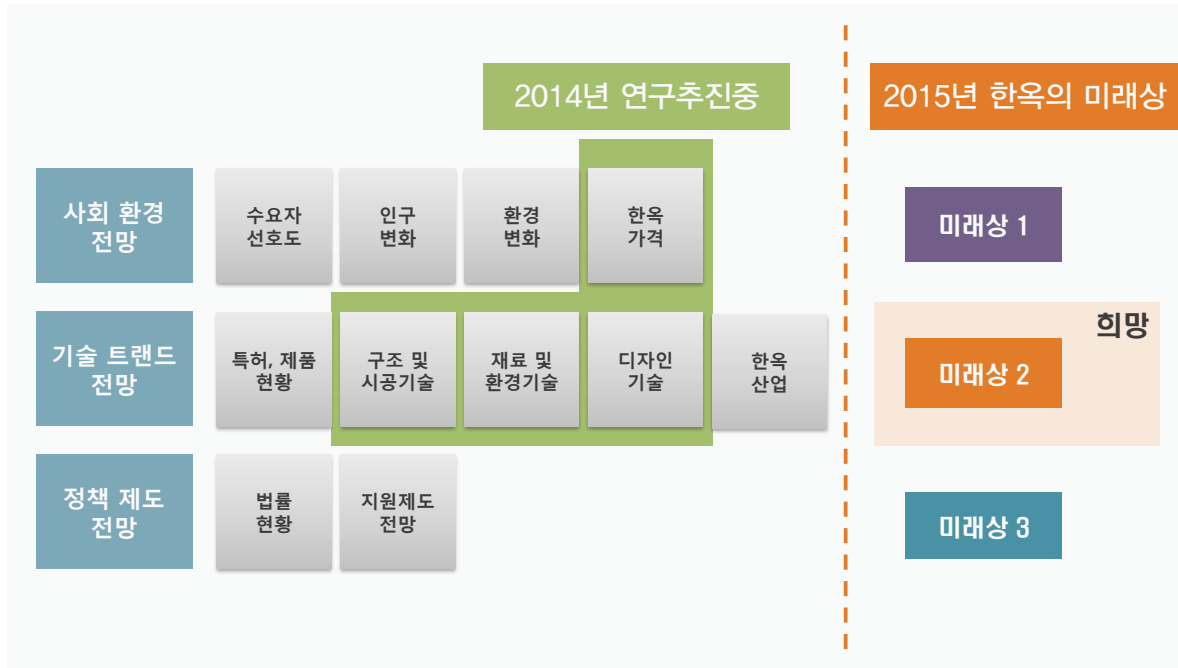 2014년 연구추진중
2015년 한옥의 미래상
사회 환경
전망
수요자
선호도
인구
변화
환경
변화
한옥
가격
미래상 1
기술 트랜드
전망
특허, 제품
현황
구조 및
시공기술
재료 및
환경기술
디자인
기술
한옥
산업
희망
미래상 2
정책 제도
전망
법률
현황
지원제도
전망
미래상 3